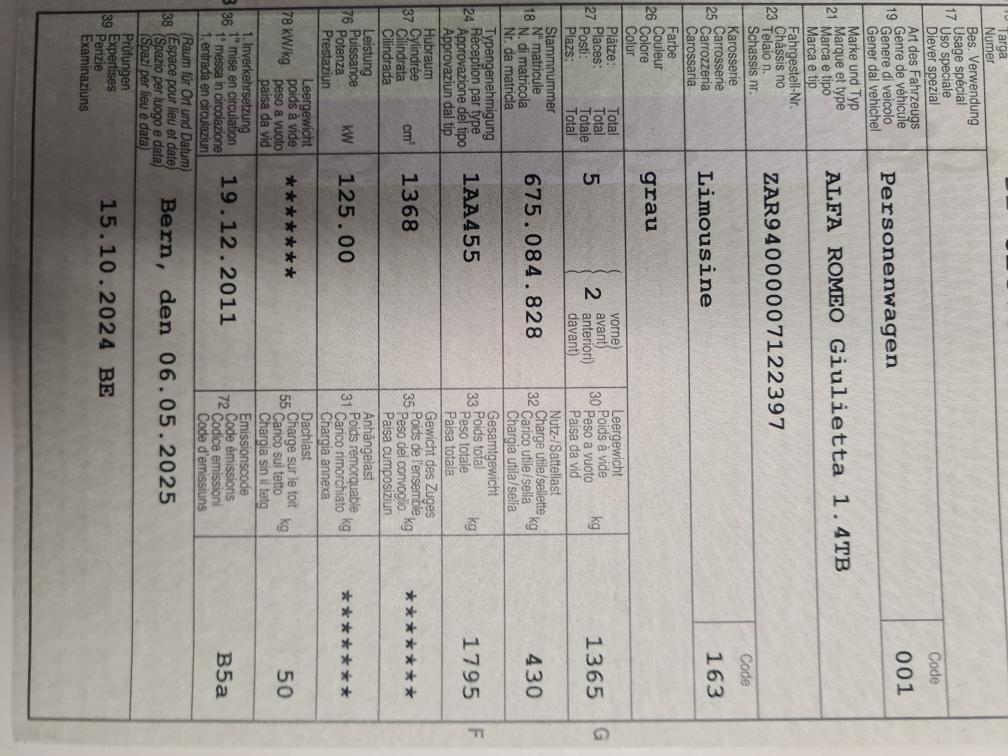 Targa
Numer
17 Bes. Verwendung
Usage spécial
Uso speciale
Diever spezial
19 Art des Fahrzeugs
Genre de véhicule
Genere di veicolo
Gener dal vehichel
Personenwagen
Code
001
21 Marke und Typ
Marque et type
Marca e tipo
Marca e tip
ALFA ROMEO Giulietta 1.4TB
23 Fahrgestell-Nr.
Châssis no
Telaio n.
Schassis nr.
ZAR94000007122397
25 Karosserie
Carrosserie
Carrozzeria
Carossaria
Limousine
Code
163
26 Farbe
Couleur
Colore
Colur
grau
27 Plätze: Total
Places: Total
Posti: Totale
Plazs: Total
5
( 2 vorne)
( avant)
( anteriori)
( davant)
30 Leergewicht
Poids à vide
Peso a vuoto
Paisa da vid kg
1365 G
18 Stammnummer
N° matricule
N. di matricola
Nr. da matricla
675.084.828
32 Nutz-/Sattellast
Charge utile/sellette
Carico utile/sella
Chargia utila/sella kg
430
24 Typengenehmigung
Réception par type
Approvazione del tipo
Approvaziun dal tip
1AA455
33 Gesamtgewicht
Poids total
Peso totale
Paisa totala kg
1795 F
37 Hubraum
Cylindrée
Cilindrata
Cilindrada cm³
1368
35 Gewicht des Zuges
Poids de l'ensemble
Peso del convoglio
Paisa cumposiziun kg
*******
76 Leistung
Puissance
Potenza
Prestaziun kW
125.00
31 Anhängelast
Poids remorquable
Carico rimorchiato
Chargia annexa kg
*******
78 kW/kg Leergewicht
poids à vide
peso a vuoto
paisa da vid
*******
55 Dachlast
Charge sur le toit
Carico sul tetto
Chargia sin il tetg kg
50
36 1. Inverkehrsetzung
1re mise en circulation
1a messa in circolazione
1. entrada en circulaziun
19.12.2011
72 Emissionscode
Code émissions
Codice emissioni
Code d'emissiuns
B5a
38 (Raum für Ort und Datum)
(Espace pour lieu et date)
(Spazio per luogo e data)
(Spazi per lieu e data)
Bern, den 06.05.2025
39 Prüfungen
Expertises
Perizie
Examinaziuns
15.10.2024 BE